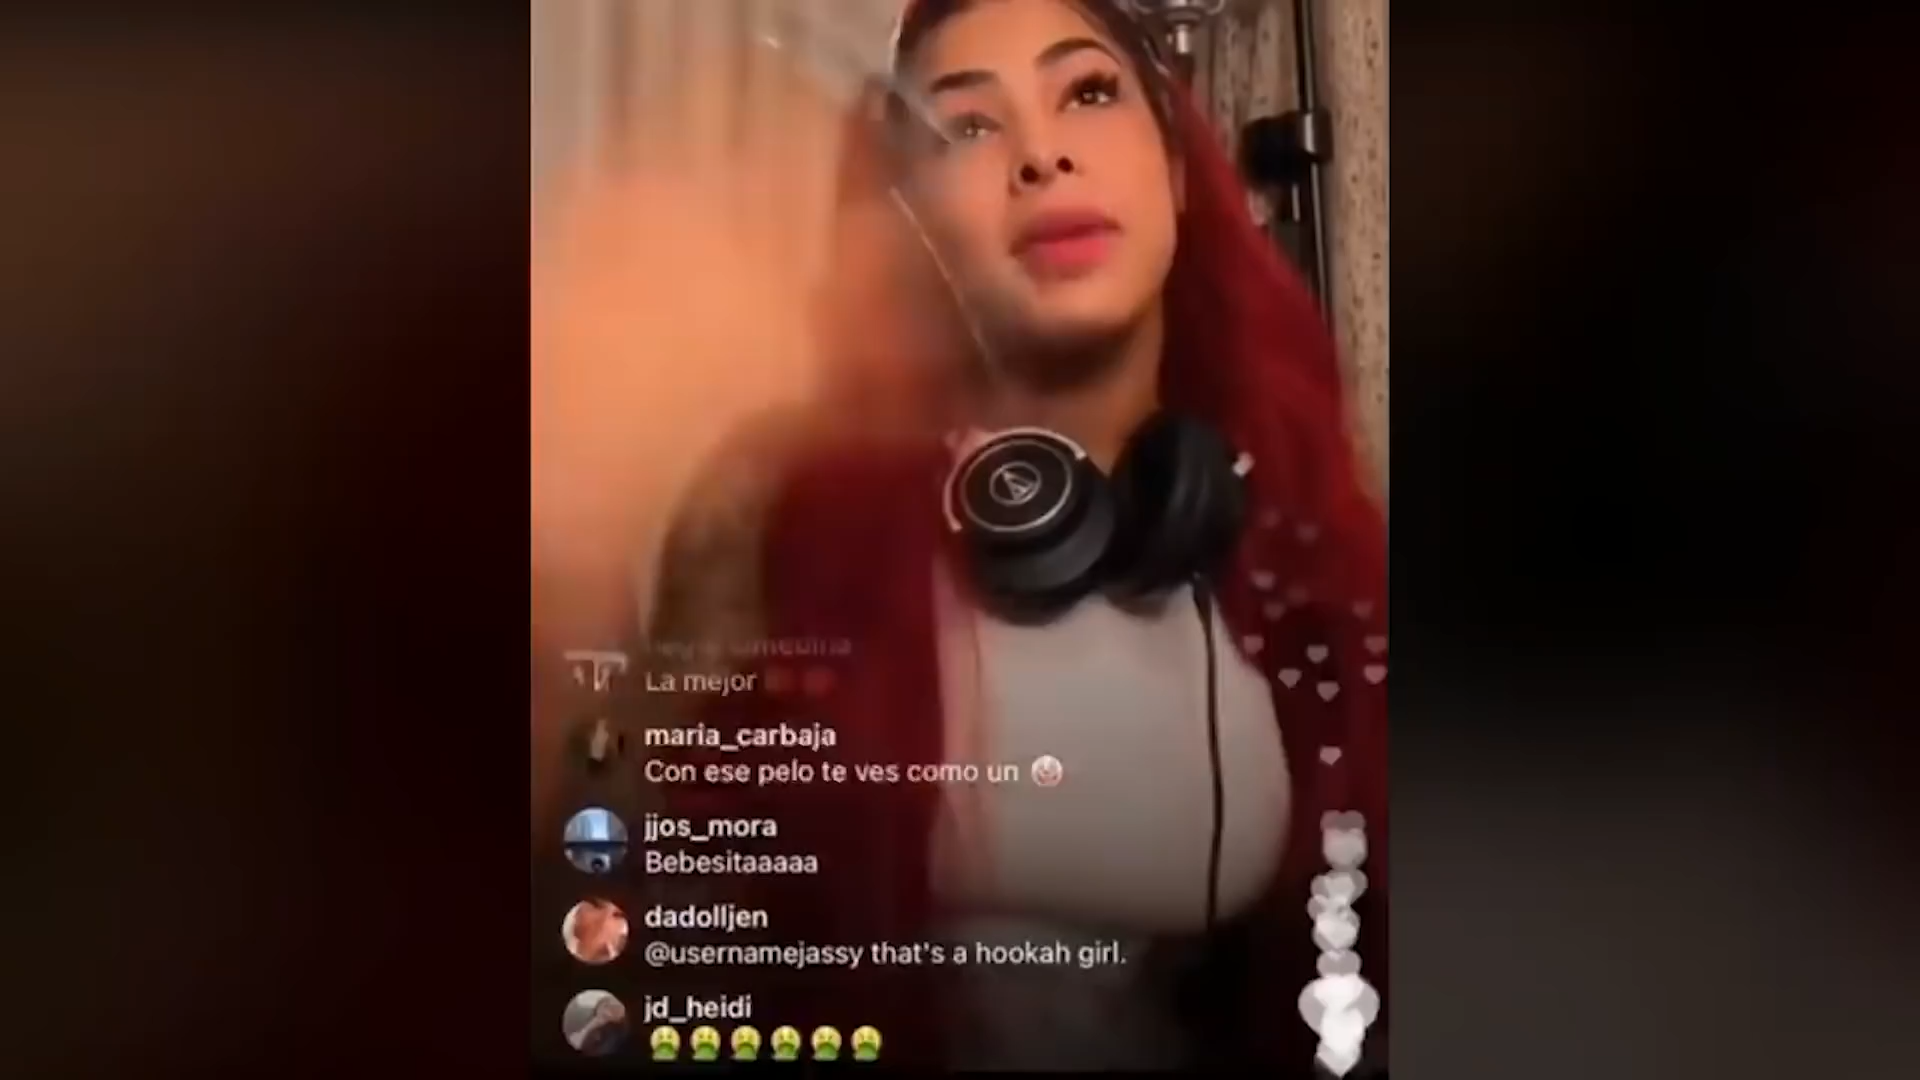 La mejor
maria_carbaja
Con ese pelo te ves como un 🤡
jjos_mora
Bebesitaaaaa
dadolljen
@usernamejassy that's a hookah girl.
jd_heidi
🤮🤮🤮🤮🤮🤮